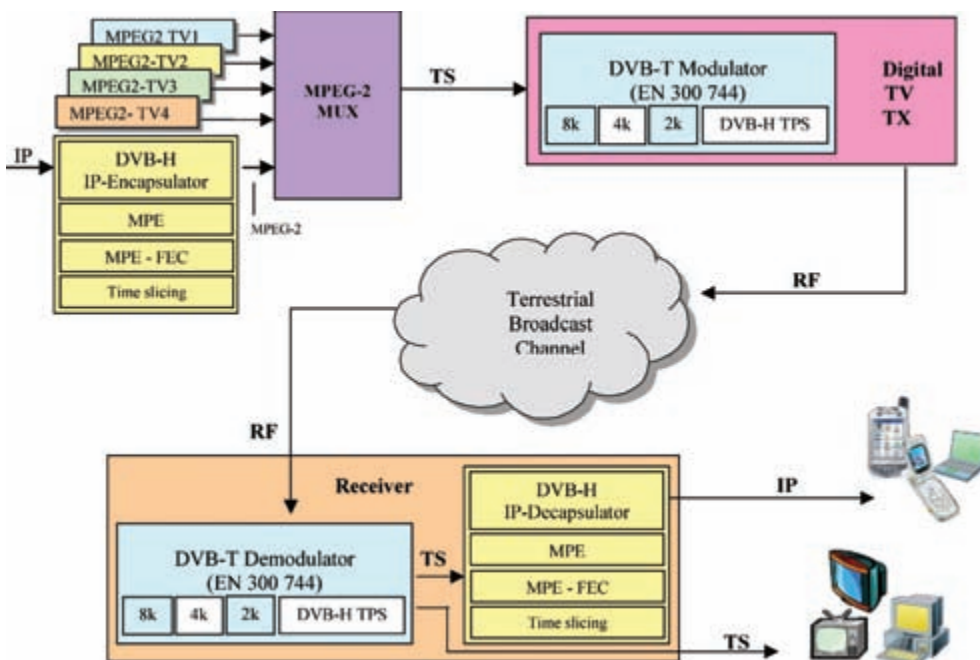 MPEG2 TV1
MPEG2-TV2
MPEG2-TV3
MPEG2- TV4
IP
DVB-H
IP-Encapsulator
MPE
MPE - FEC
Time slicing
MPEG-2
MPEG-2
MUX
TS
DVB-T Modulator
(EN 300 744)
8k
4k
2k
DVB-H TPS
Digital
TV
TX
RF
Terrestrial
Broadcast
Channel
RF
Receiver
DVB-T Demodulator
(EN 300 744)
8k
4k
2k
DVB-H TPS
TS
DVB-H
IP-Decapsulator
MPE
MPE - FEC
Time slicing
IP
TS